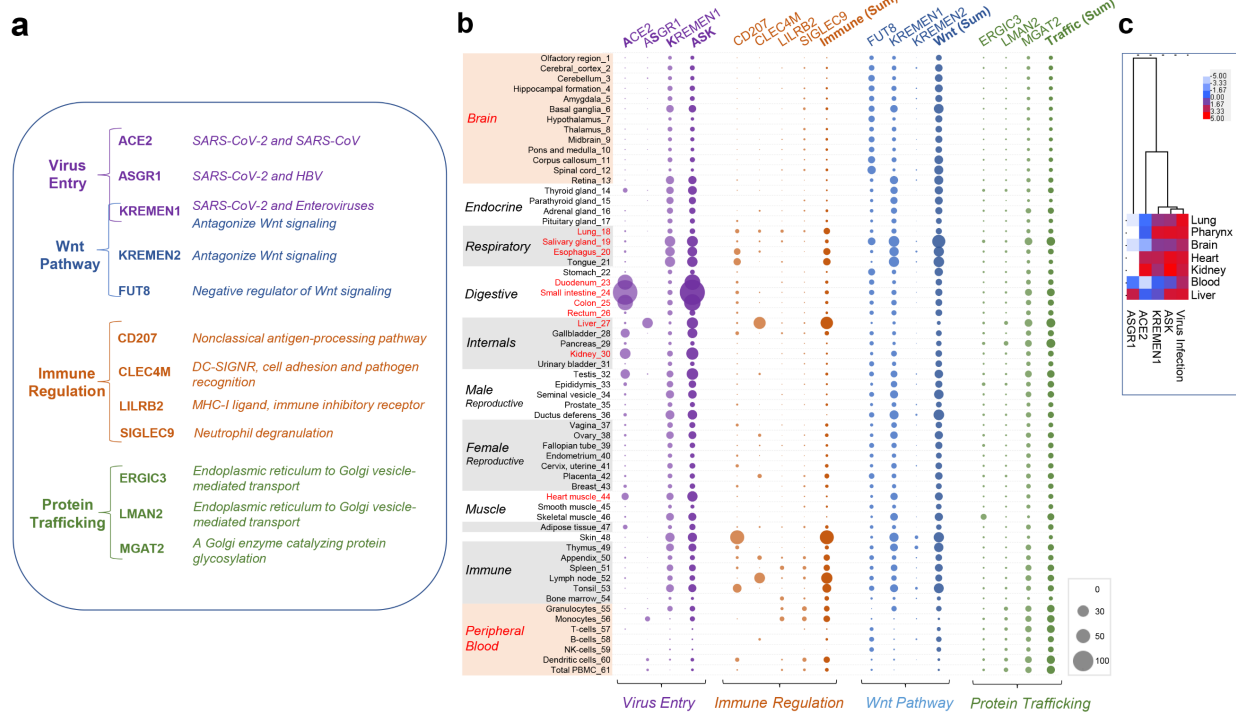 a
Virus
Entry
ACE2 SARS-CoV-2 and SARS-CoV
ASGR1 SARS-CoV-2 and HBV
KREMEN1 SARS-CoV-2 and Enteroviruses
Antagonize Wnt signaling
Wnt
Pathway
KREMEN2 Antagonize Wnt signaling
FUT8 Negative regulator of Wnt signaling
Immune
Regulation
CD207 Nonclassical antigen-processing pathway
CLEC4M DC-SIGNR, cell adhesion and pathogen
recognition
LILRB2 MHC-I ligand, immune inhibitory receptor
SIGLEC9 Neutrophil degranulation
Protein
Trafficking
ERGIC3 Endoplasmic reticulum to Golgi vesicle-
mediated transport
LMAN2 Endoplasmic reticulum to Golgi vesicle-
mediated transport
MGAT2 A Golgi enzyme catalyzing protein
glycosylation
b
ACE2
ASGR1
KREMEN1
ASK
CD207
CLEC4M
LILRB2
SIGLEC9
Immune (Sum)
FUT8
KREMEN1
KREMEN2
Wnt (Sum)
ERGIC3
LMAN2
MGAT2
Traffic (Sum)
Brain
Olfactory region_1
Cerebral_cortex_2
Cerebellum_3
Hippocampal formation_4
Amygdala_5
Basal ganglia_6
Hypothalamus_7
Thalamus_8
Midbrain_9
Pons and medulla_10
Corpus callosum_11
Spinal cord_12
Retina_13
Endocrine
Thyroid gland_14
Parathyroid gland_15
Adrenal gland_16
Pituitary gland_17
Respiratory
Lung_18
Salivary gland_19
Esophagus_20
Tongue_21
Digestive
Stomach_22
Duodenum_23
Small intestine_24
Colon_25
Rectum_26
Internals
Liver_27
Gallbladder_28
Pancreas_29
Kidney_30
Urinary bladder_31
Male
Reproductive
Testis_32
Epididymis_33
Seminal vesicle_34
Prostate_35
Ductus deferens_36
Female
Reproductive
Vagina_37
Ovary_38
Fallopian tube_39
Endometrium_40
Cervix, uterine_41
Placenta_42
Breast_43
Muscle
Heart muscle_44
Smooth muscle_45
Skeletal muscle_46
Adipose tissue_47
Skin_48
Immune
Thymus_49
Appendix_50
Spleen_51
Lymph node_52
Tonsil_53
Bone marrow_54
Peripheral
Blood
Granulocytes_55
Monocytes_56
T-cells_57
B-cells_58
NK-cells_59
Dendritic cells_60
Total PBMC_61
0
30
50
100
Virus Entry
Immune Regulation
Wnt Pathway
Protein Trafficking
c
-5.00
-3.33
-1.67
0.00
1.67
3.33
5.00
Lung
Pharynx
Brain
Heart
Kidney
Blood
Liver
ASGR1
ACE2
KREMEN1
ASK
Virus Infection